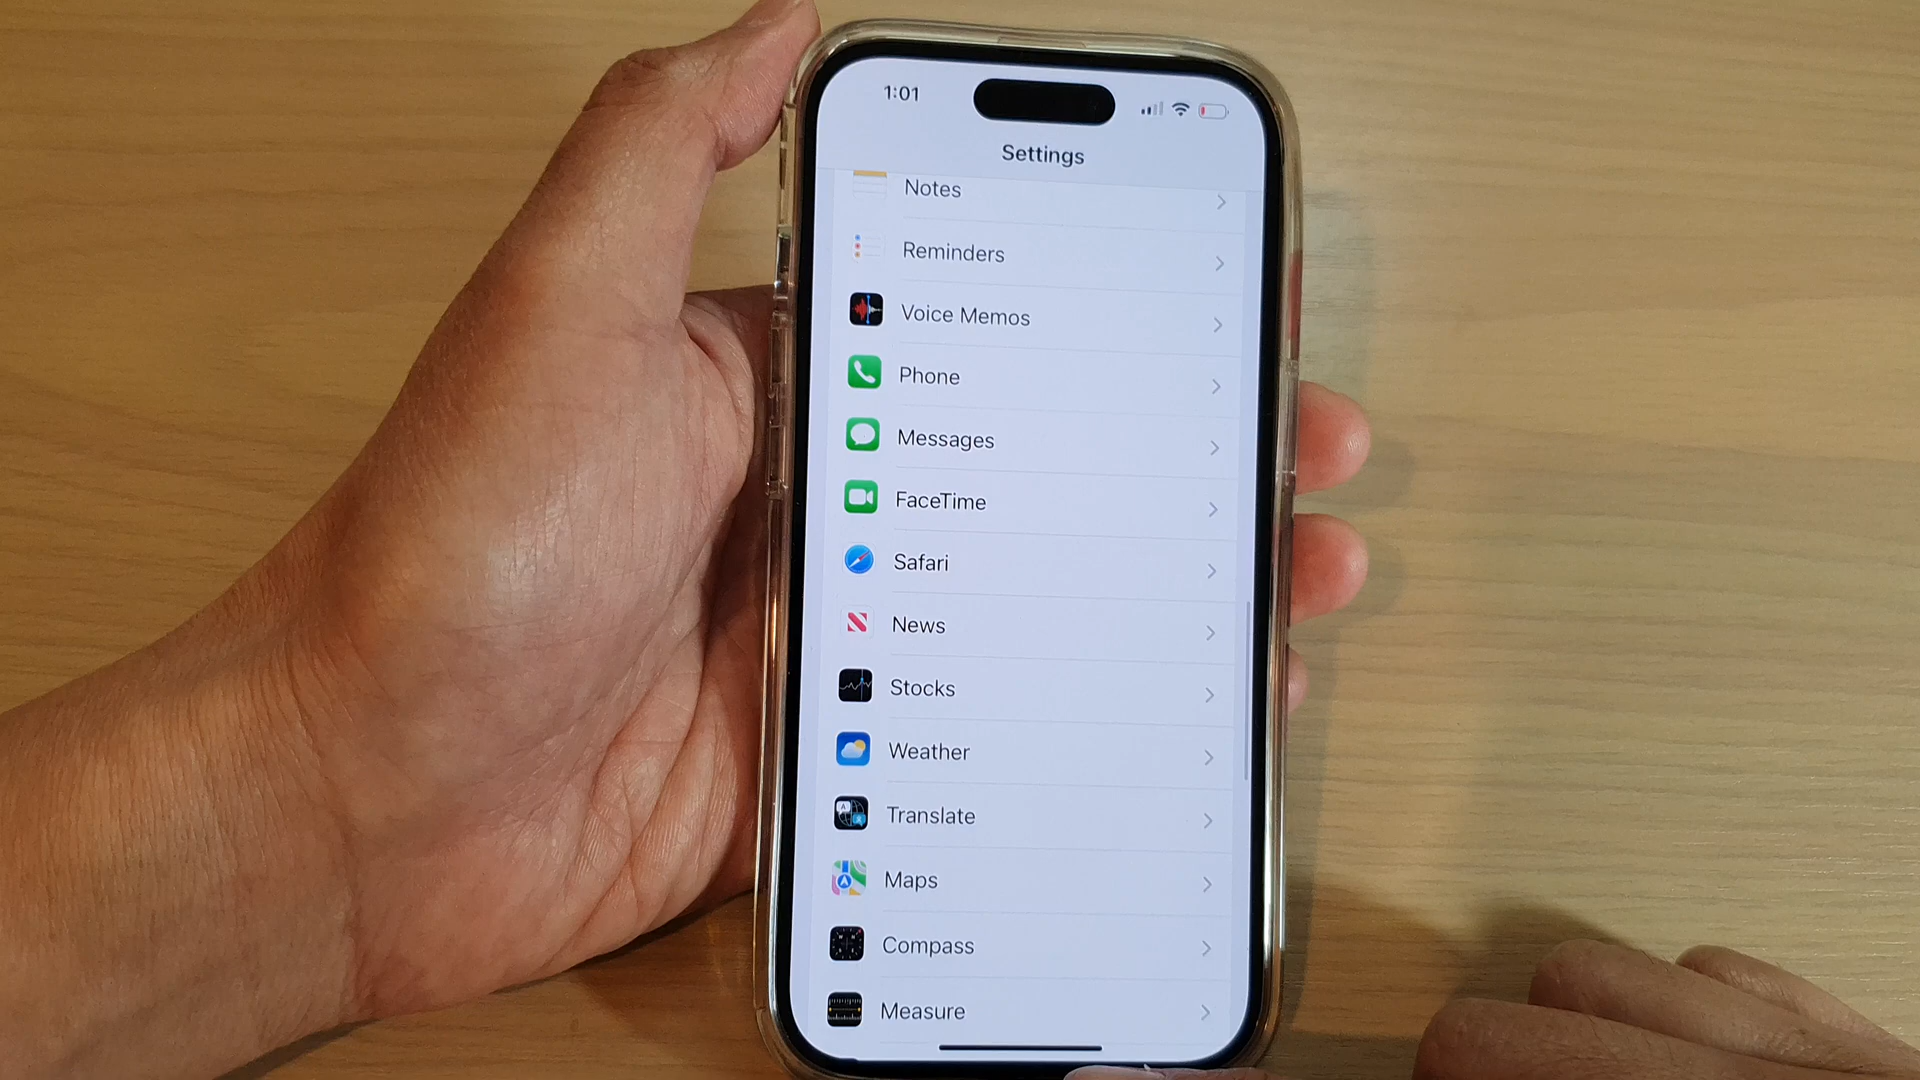 1:01
Settings
Notes
Reminders
Voice Memos
Phone
Messages
FaceTime
Safari
News
Stocks
Weather
Translate
Maps
Compass
Measure